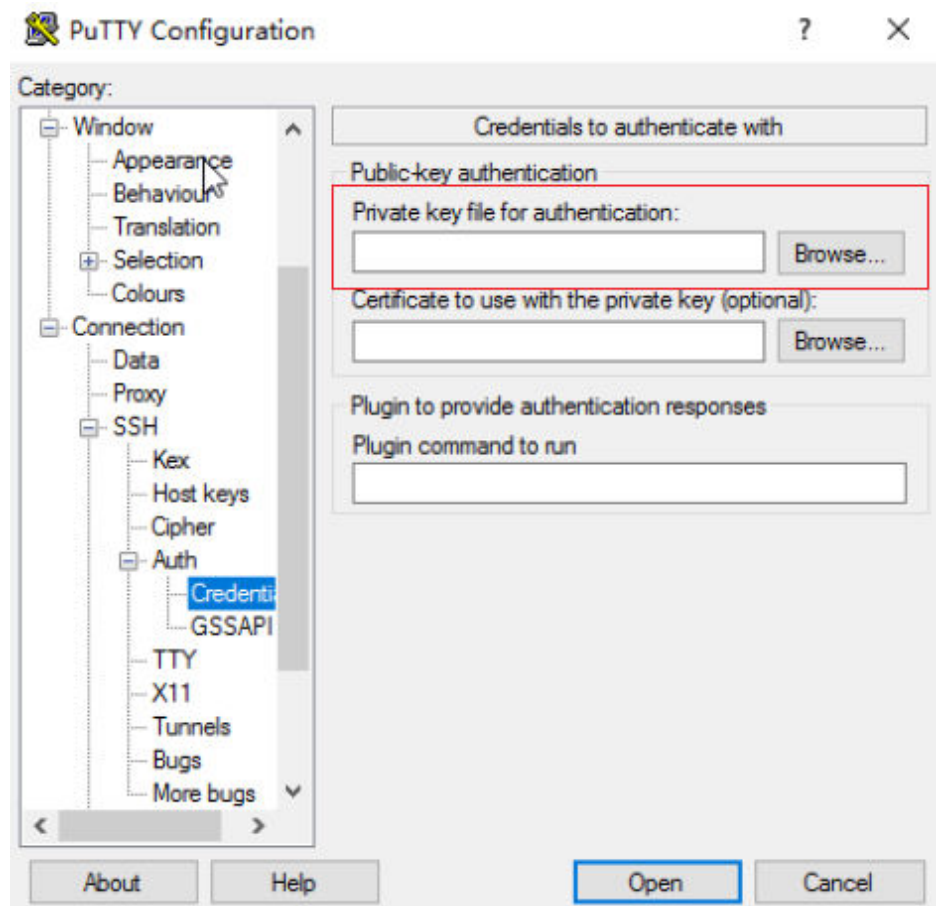 PuTTY Configuration
?
Category:
Window
Appearance
Behaviour
Translation
Selection
Colours
Connection
Data
Proxy
SSH
Kex
Host keys
Cipher
Auth
Credentia
GSSAPI
TTY
X11
Tunnels
Bugs
More bugs
Credentials to authenticate with
Public-key authentication
Private key file for authentication:
Browse...
Certificate to use with the private key (optional):
Browse...
Plugin to provide authentication responses
Plugin command to run
About
Help
Open
Cancel